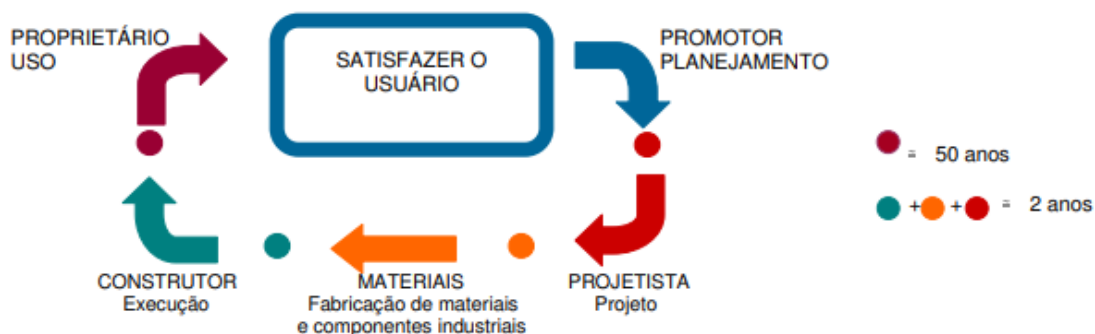 PROPRIETÁRIO
USO
SATISFAZER O
USUÁRIO
PROMOTOR
PLANEJAMENTO
≅ 50 anos
+ + ≅ 2 anos
CONSTRUTOR
Execução
MATERIAIS
Fabricação de materiais
e componentes industriais
PROJETISTA
Projeto